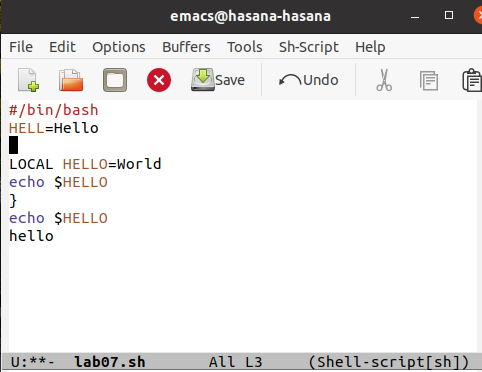 emacs@hasana-hasana
File Edit Options Buffers Tools Sh-Script Help
Save Undo
#/bin/bash
HELL=Hello
LOCAL HELLO=World
echo $HELLO
}
echo $HELLO
hello
U:**- lab07.sh All L3 (Shell-script[sh])